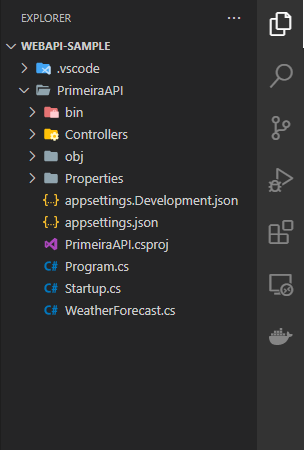 EXPLORER
WEBAPI-SAMPLE
.vscode
PrimeiraAPI
bin
Controllers
obj
Properties
appsettings.Development.json
appsettings.json
PrimeiraAPI.csproj
C# Program.cs
C# Startup.cs
C# WeatherForecast.cs